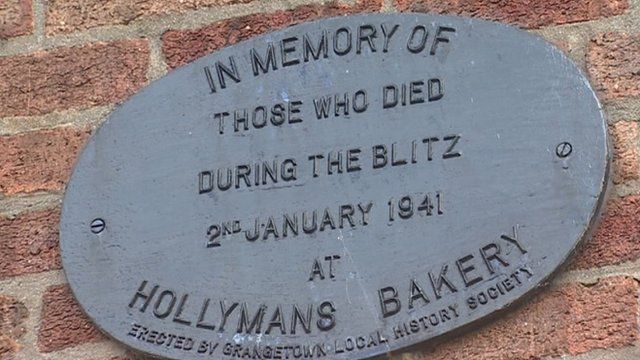 IN MEMORY OF
THOSE WHO DIED
DURING THE BLITZ
2ND JANUARY 1941
AT
HOLLYMANS BAKERY
ERECTED BY GRANGETOWN LOCAL HISTORY SOCIETY